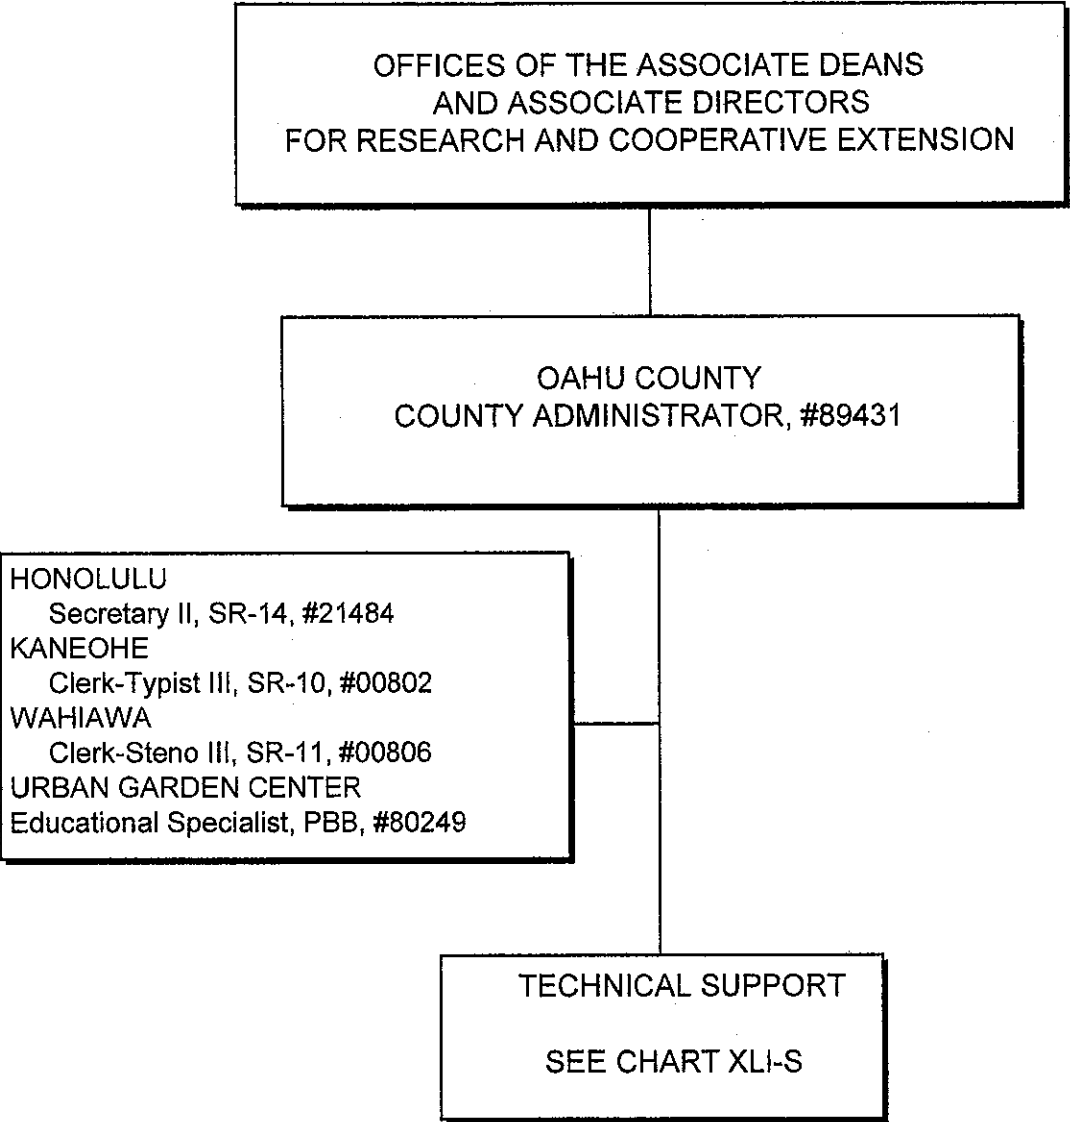 OFFICES OF THE ASSOCIATE DEANS
AND ASSOCIATE DIRECTORS
FOR RESEARCH AND COOPERATIVE EXTENSION
OAHU COUNTY
COUNTY ADMINISTRATOR, #89431
HONOLULU
Secretary II, SR-14, #21484
KANEOHE
Clerk-Typist III, SR-10, #00802
WAHIAWA
Clerk-Steno III, SR-11, #00806
URBAN GARDEN CENTER
Educational Specialist, PBB, #80249
TECHNICAL SUPPORT
SEE CHART XLI-S